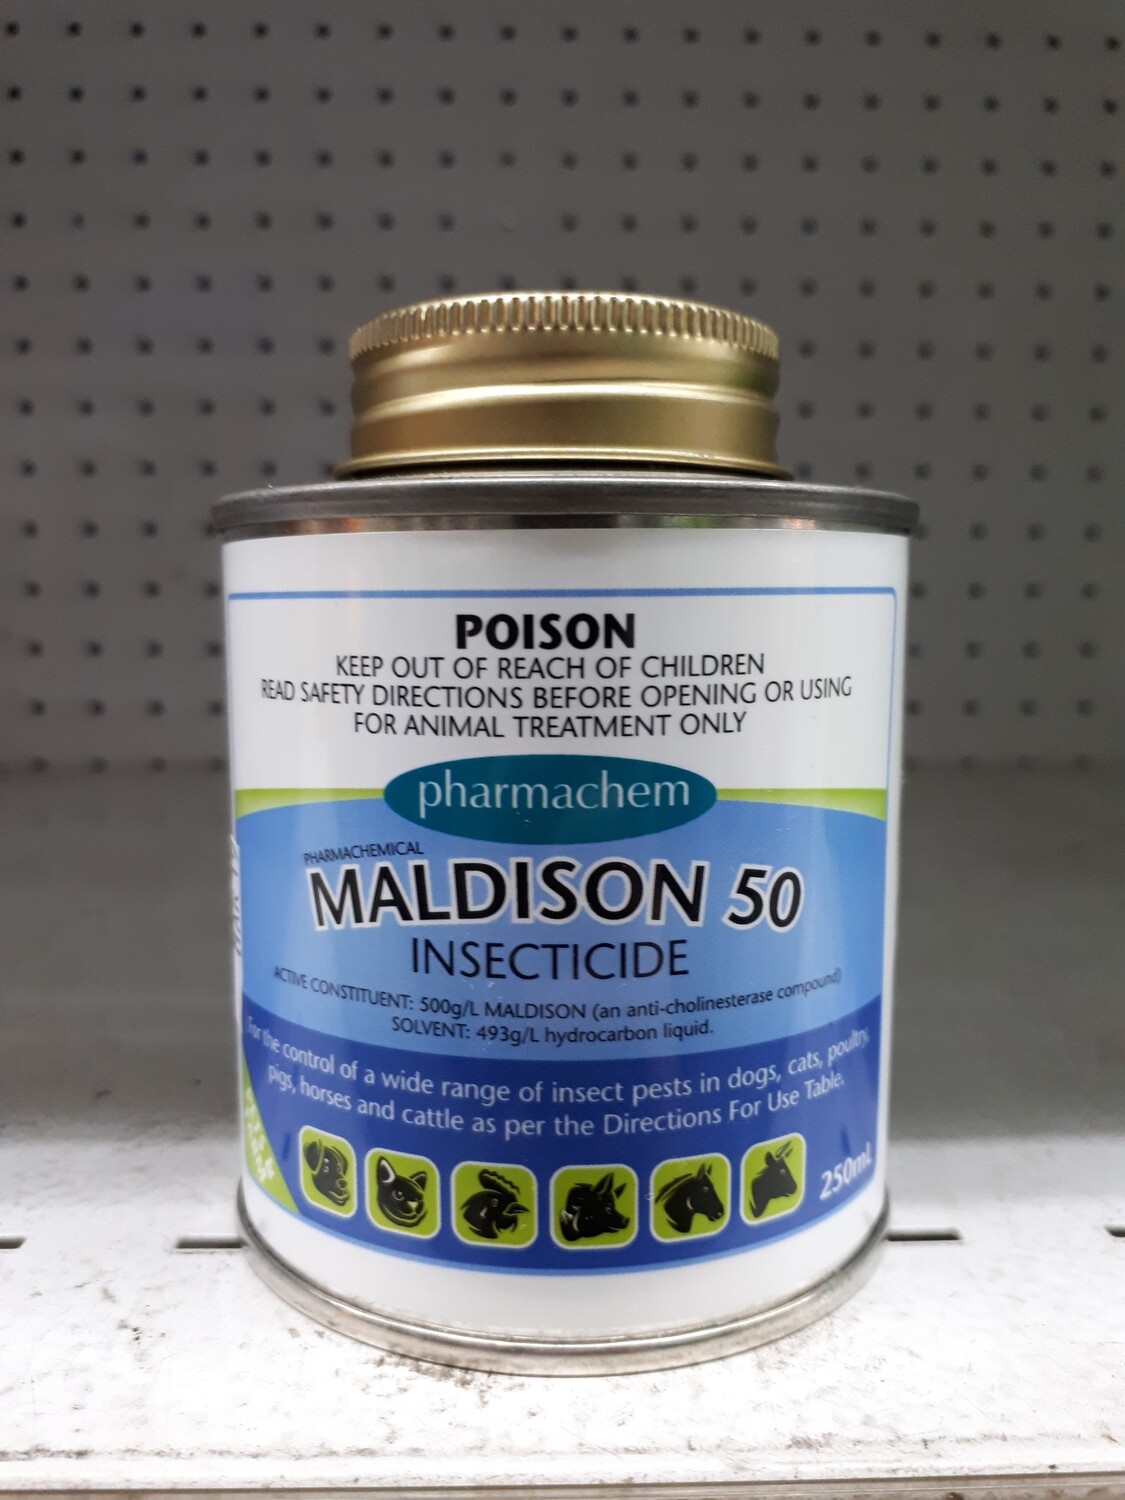 POISON
KEEP OUT OF REACH OF CHILDREN
READ SAFETY DIRECTIONS BEFORE OPENING OR USING
FOR ANIMAL TREATMENT ONLY
pharmachem
PHARMACHEMICAL
MALDISON 50
INSECTICIDE
ACTIVE CONSTITUENT: 500g/L MALDISON (an anti-cholinesterase compound)
SOLVENT: 493g/L hydrocarbon liquid.
For the control of a wide range of insect pests in dogs, cats, poultry,
pigs, horses and cattle as per the Directions For Use Table.
250mL